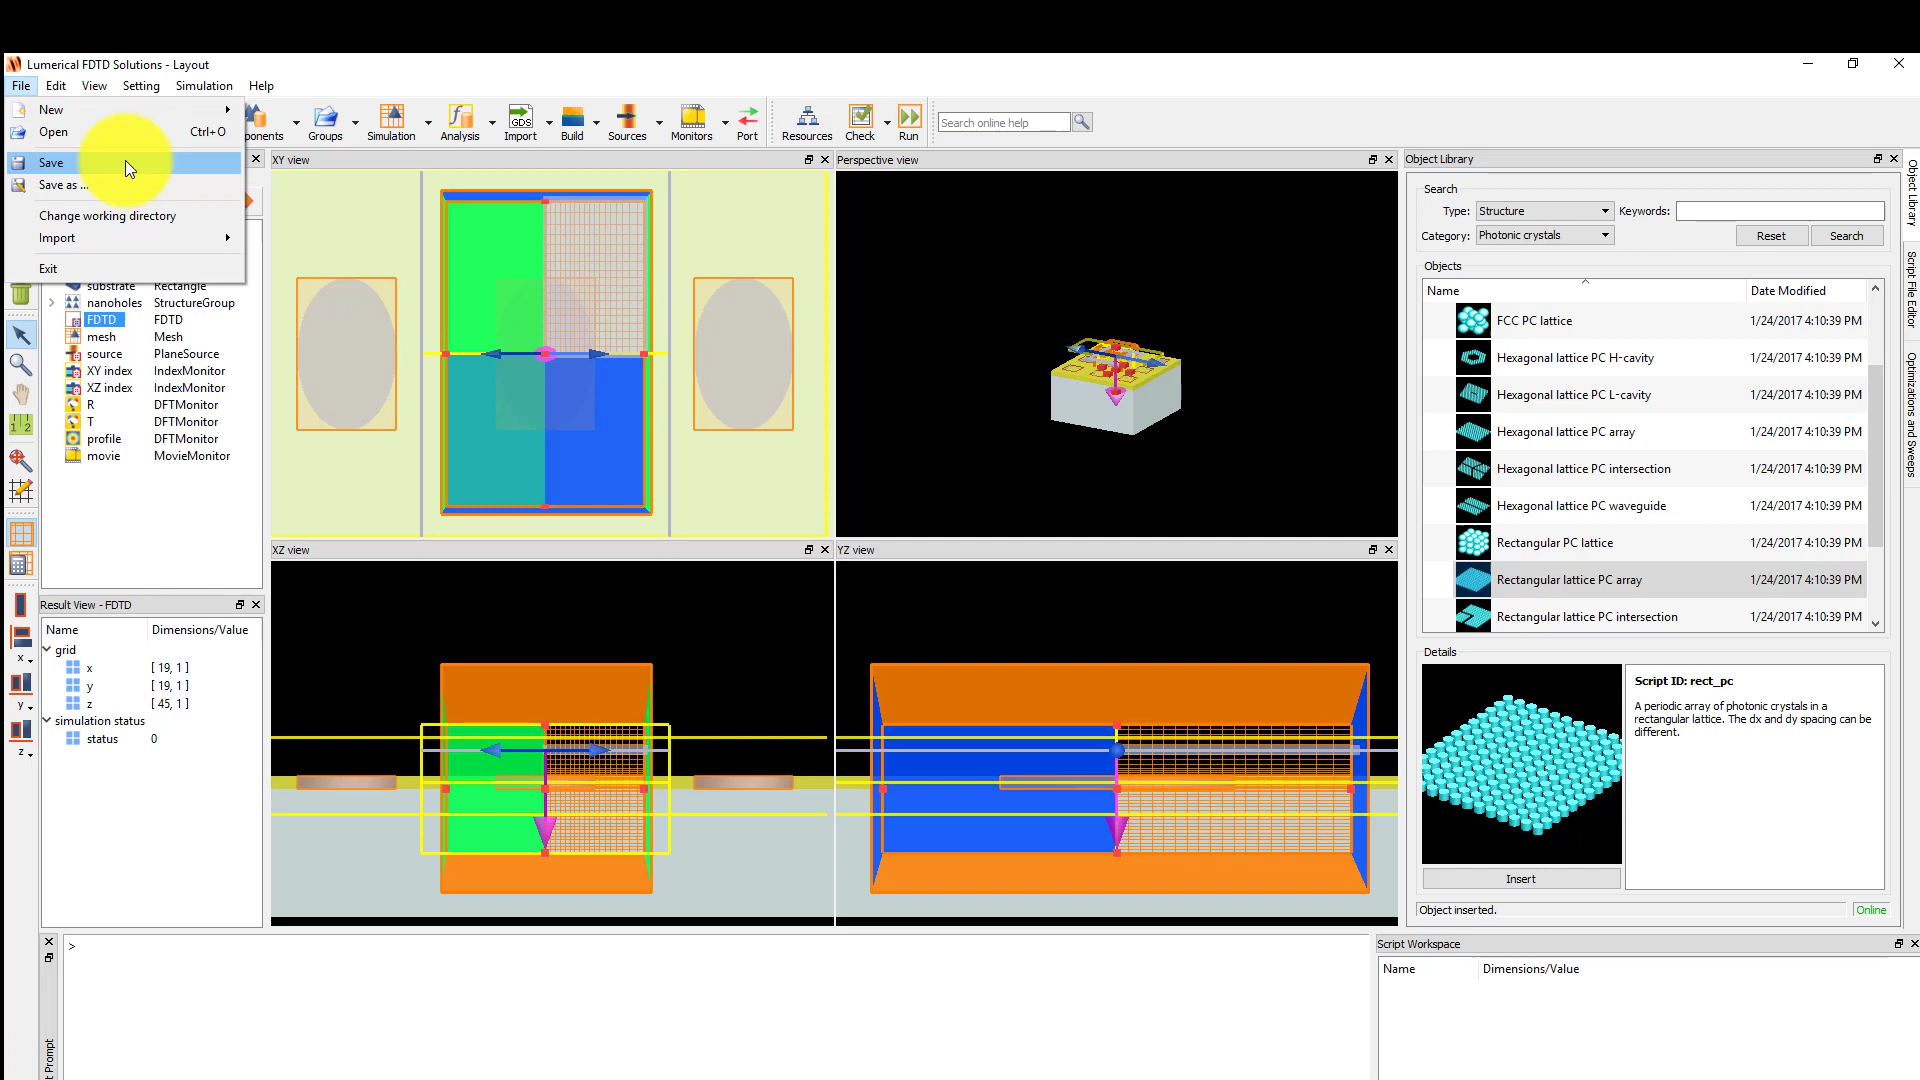 Lumerical FDTD Solutions - Layout
File Edit View Setting Simulation Help
New
Open Ctrl+O
Save
Save as ...
Change working directory
Import
Exit
ponents Groups Simulation Analysis Import Build Sources Monitors Port Resources Check Run
GDS
Search online help
substrate Rectangle
nanoholes StructureGroup
FDTD FDTD
mesh Mesh
source PlaneSource
XY index IndexMonitor
XZ index IndexMonitor
R DFTMonitor
T DFTMonitor
profile DFTMonitor
movie MovieMonitor
x
y
z
Result View - FDTD
Name Dimensions/Value
grid
x [ 19, 1 ]
y [ 19, 1 ]
z [ 45, 1 ]
simulation status
status 0
XY view
Perspective view
XZ view
YZ view
Object Library
Search
Type: Structure Keywords:
Category: Photonic crystals Reset Search
Objects
Name Date Modified
FCC PC lattice 1/24/2017 4:10:39 PM
Hexagonal lattice PC H-cavity 1/24/2017 4:10:39 PM
Hexagonal lattice PC L-cavity 1/24/2017 4:10:39 PM
Hexagonal lattice PC array 1/24/2017 4:10:39 PM
Hexagonal lattice PC intersection 1/24/2017 4:10:39 PM
Hexagonal lattice PC waveguide 1/24/2017 4:10:39 PM
Rectangular PC lattice 1/24/2017 4:10:39 PM
Rectangular lattice PC array 1/24/2017 4:10:39 PM
Rectangular lattice PC intersection 1/24/2017 4:10:39 PM
Details
Script ID: rect_pc
A periodic array of photonic crystals in a
rectangular lattice. The dx and dy spacing can be
different.
Insert
Object inserted. Online
Object Library
Script File Editor
Optimizations and Sweeps
>
t Prompt
Script Workspace
Name Dimensions/Value